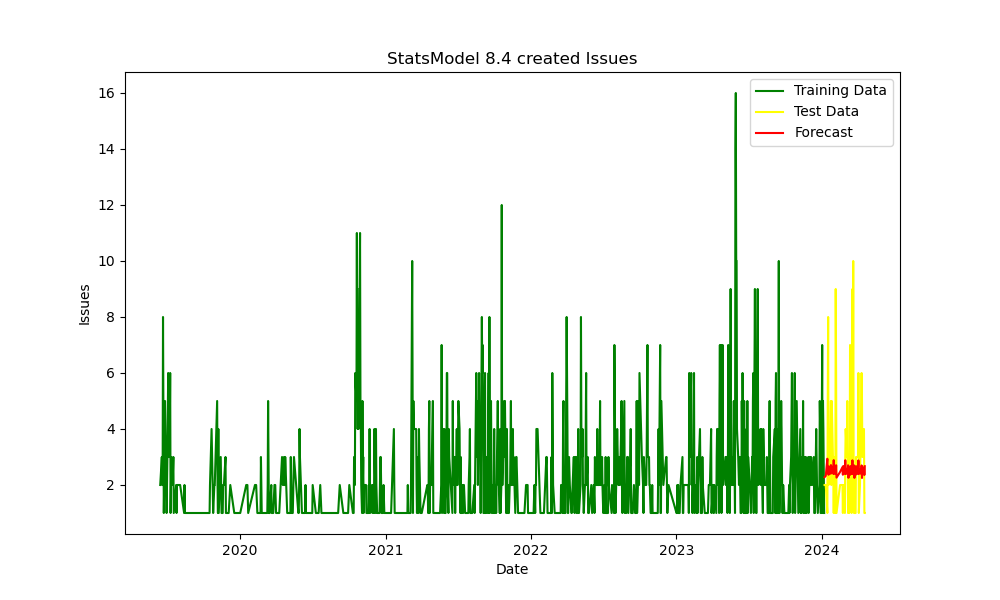 StatsModel 8.4 created Issues
Training Data
Test Data
Forecast
16
14
12
10
8
6
4
2
Issues
2020 2021 2022 2023 2024
Date